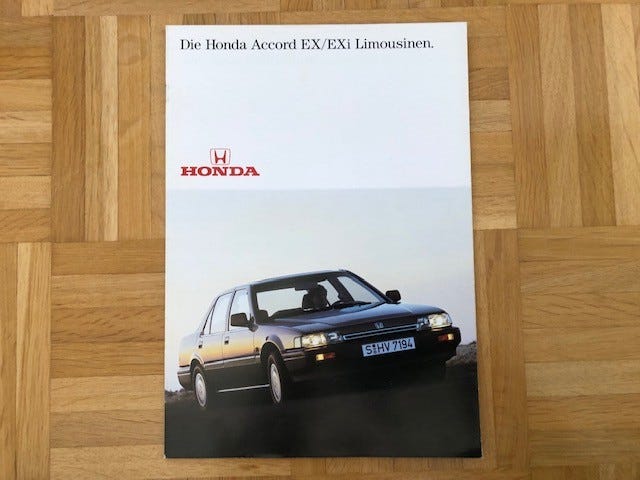 Die Honda Accord EX/EXi Limousinen.
HONDA
S HV 7194